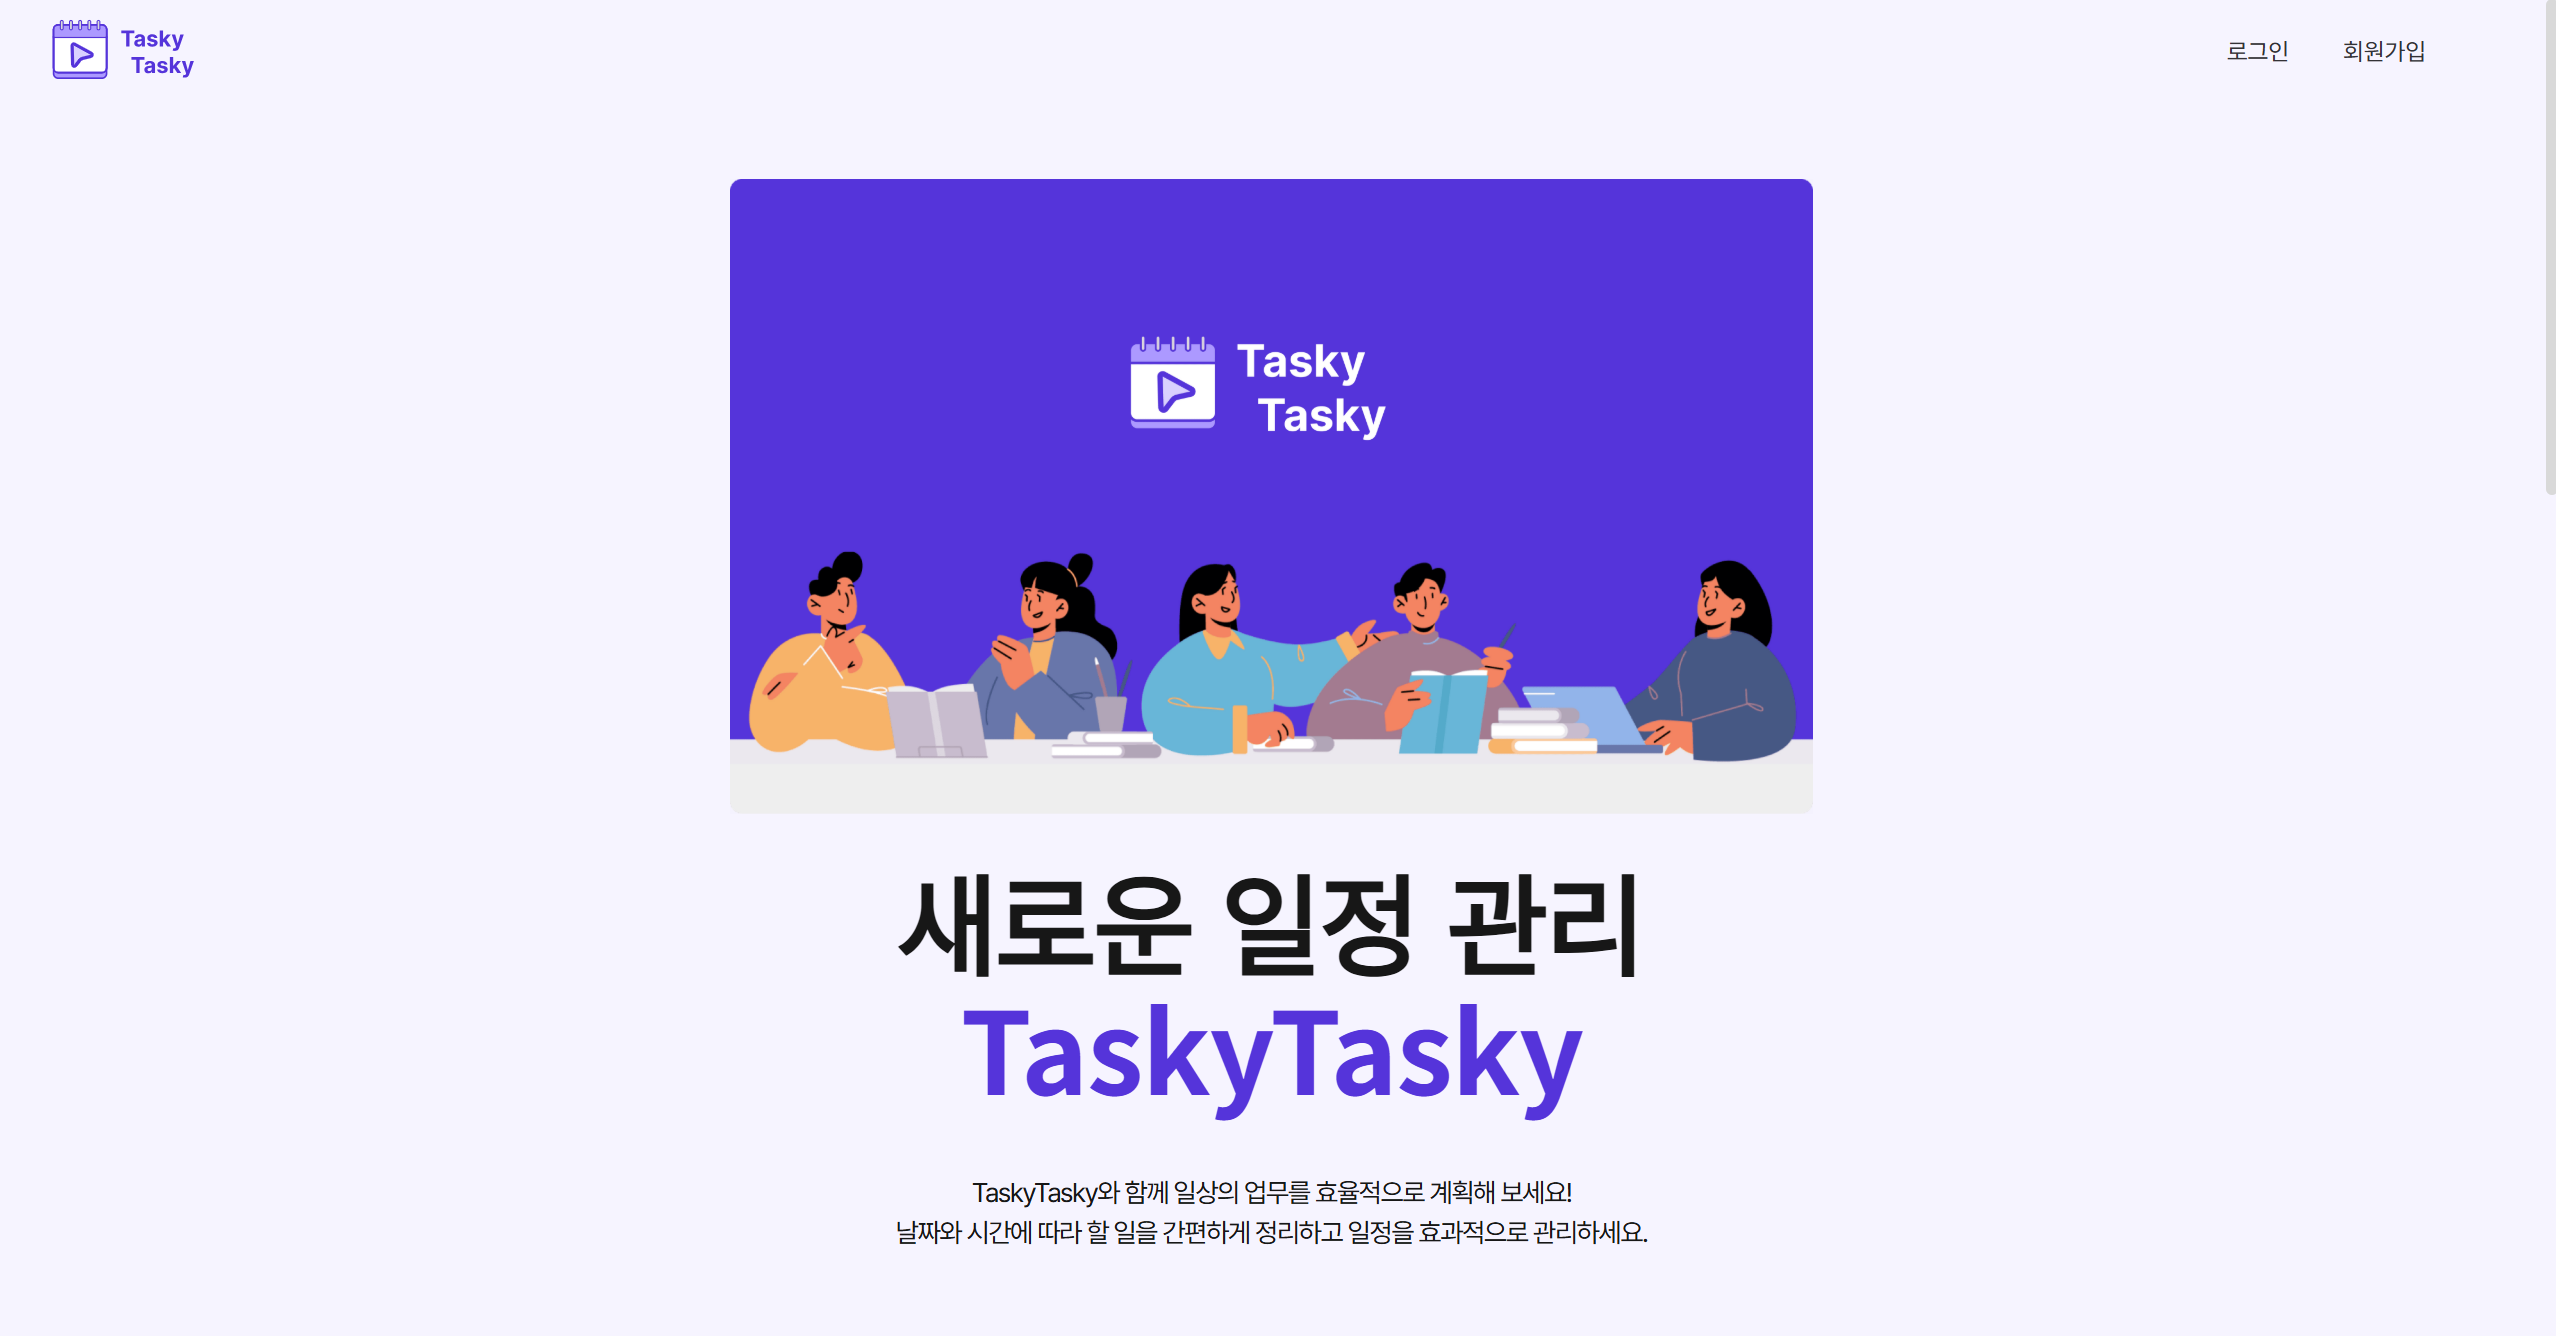 Tasky
Tasky
로그인 회원가입
Tasky
Tasky
새로운 일정 관리
TaskyTasky
TaskyTasky와 함께 일상의 업무를 효율적으로 계획해 보세요!
날짜와 시간에 따라 할 일을 간편하게 정리하고 일정을 효과적으로 관리하세요.